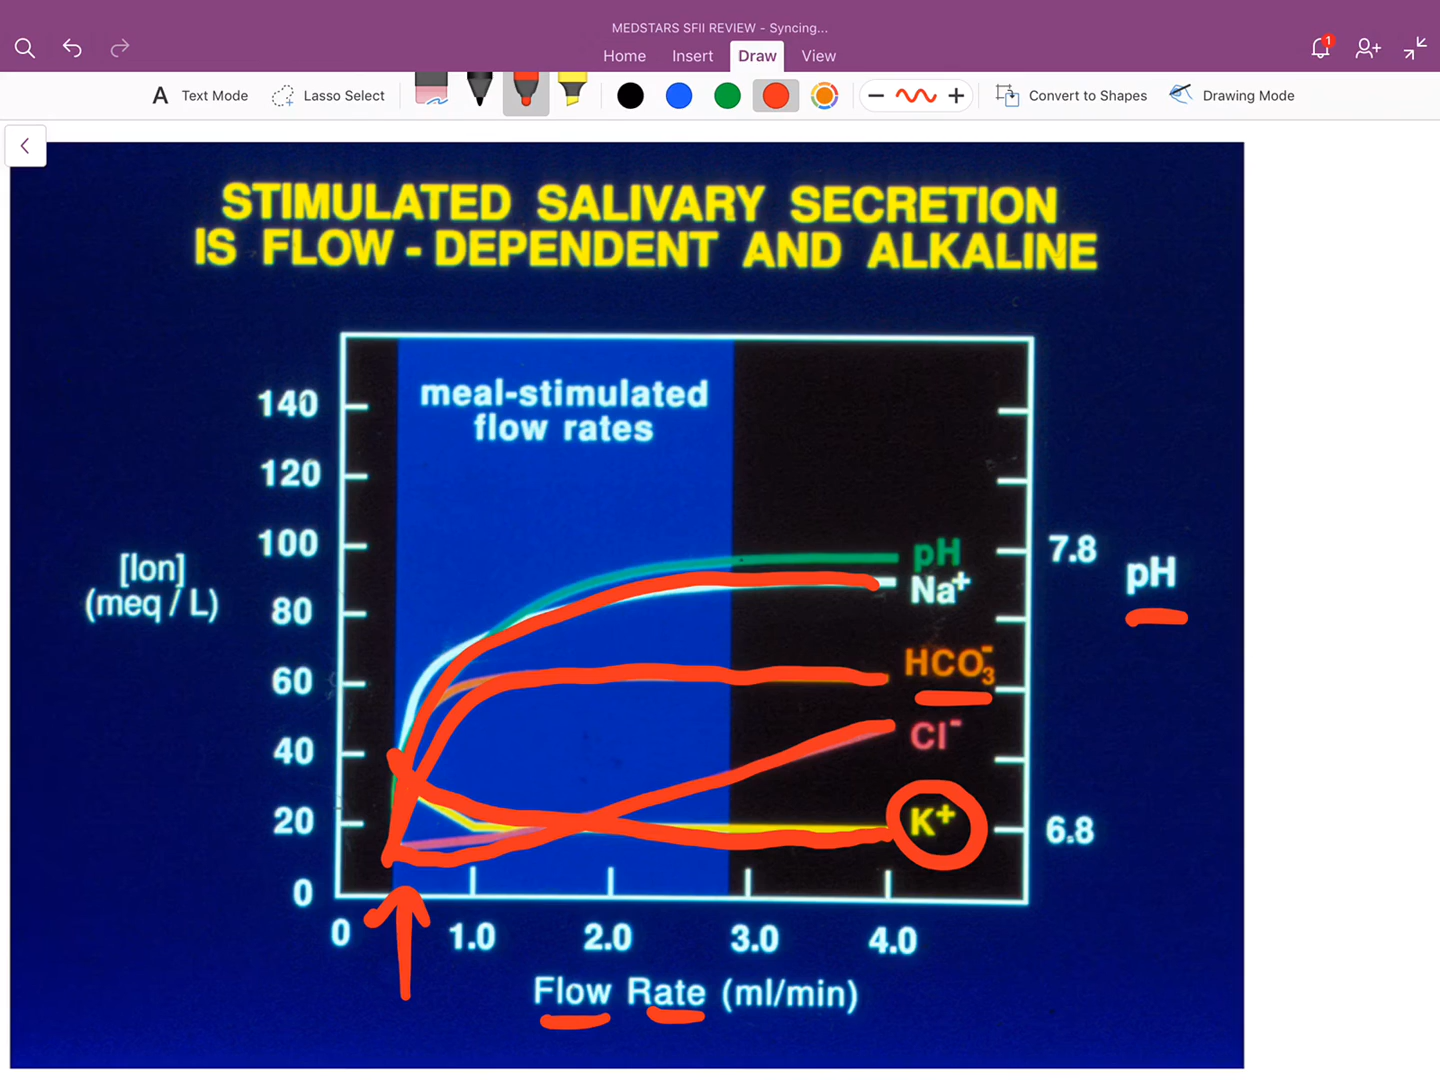 MEDSTARS SFII REVIEW - Syncing...
Home Insert Draw View
1
A Text Mode Lasso Select Convert to Shapes Drawing Mode
STIMULATED SALIVARY SECRETION
IS FLOW - DEPENDENT AND ALKALINE
meal-stimulated
flow rates
140
120
100
80
60
40
20
0
[Ion]
(meq / L)
pH
Na+
HCO3-
Cl-
K+
7.8
pH
6.8
0 1.0 2.0 3.0 4.0
Flow Rate (ml/min)